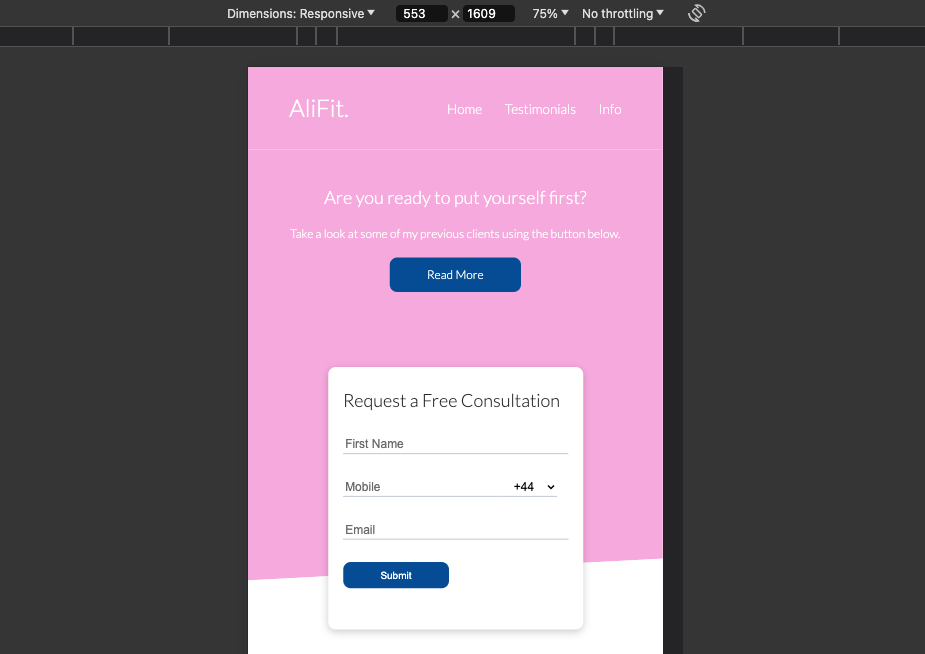 Dimensions: Responsive 553 × 1609 75% No throttling
AliFit. Home Testimonials Info
Are you ready to put yourself first?
Take a look at some of my previous clients using the button below.
Read More
Request a Free Consultation
First Name
Mobile +44
Email
Submit